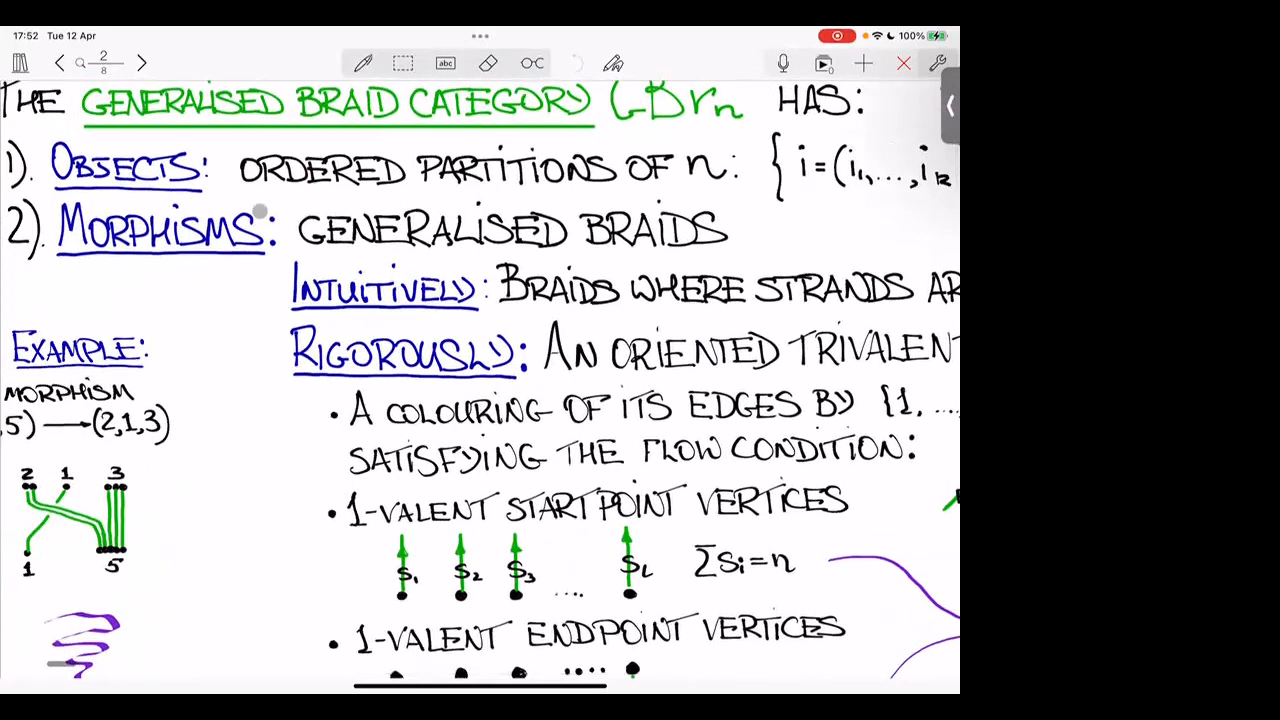 17:52 Tue 12 Apr
100%
2
8
abc
THE GENERALISED BRAID CATEGORY GBrn HAS:
1). OBJECTS: ORDERED PARTITIONS OF n: { i=(i1,...,ik
2). MORPHISMS: GENERALISED BRAIDS
INTUITIVELY: BRAIDS WHERE STRANDS AR
EXAMPLE:
RIGOROUSLY: AN ORIENTED TRIVALENT
MORPHISM
,5) ⟶ (2,1,3)
• A COLOURING OF ITS EDGES BY {1, ...
SATISFYING THE FLOW CONDITION:
2 1 3
• 1-VALENT STARTPOINT VERTICES
S1 S2 S3 .... SL ΣSi=n
1 5
• 1-VALENT ENDPOINT VERTICES
....